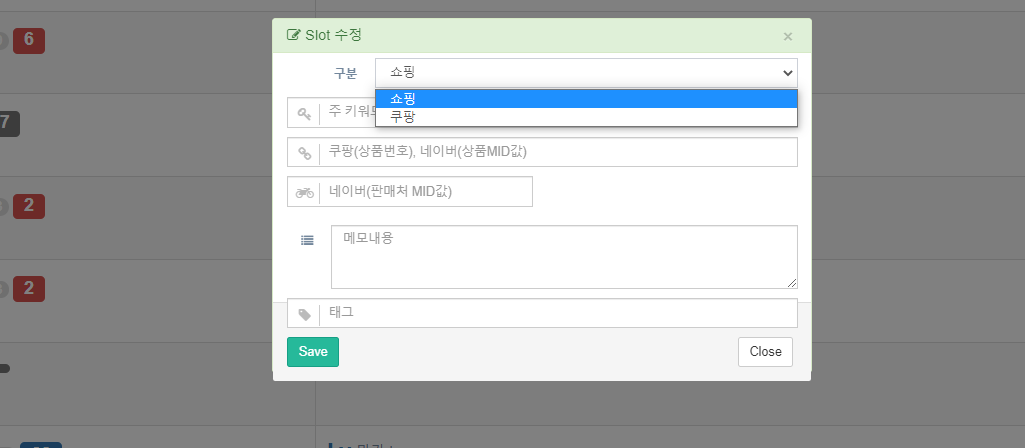 6
Slot 수정
×
구분
쇼핑
쇼핑
쿠팡
주 키워드
7
쿠팡(상품번호), 네이버(상품MID값)
2
네이버(판매처 MID값)
메모내용
2
태그
Save
Close